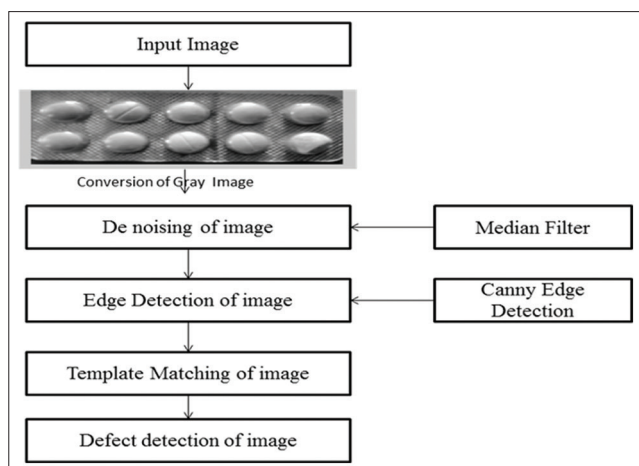 Input Image
Conversion of Gray Image
De noising of image
Median Filter
Edge Detection of image
Canny Edge
Detection
Template Matching of image
Defect detection of image